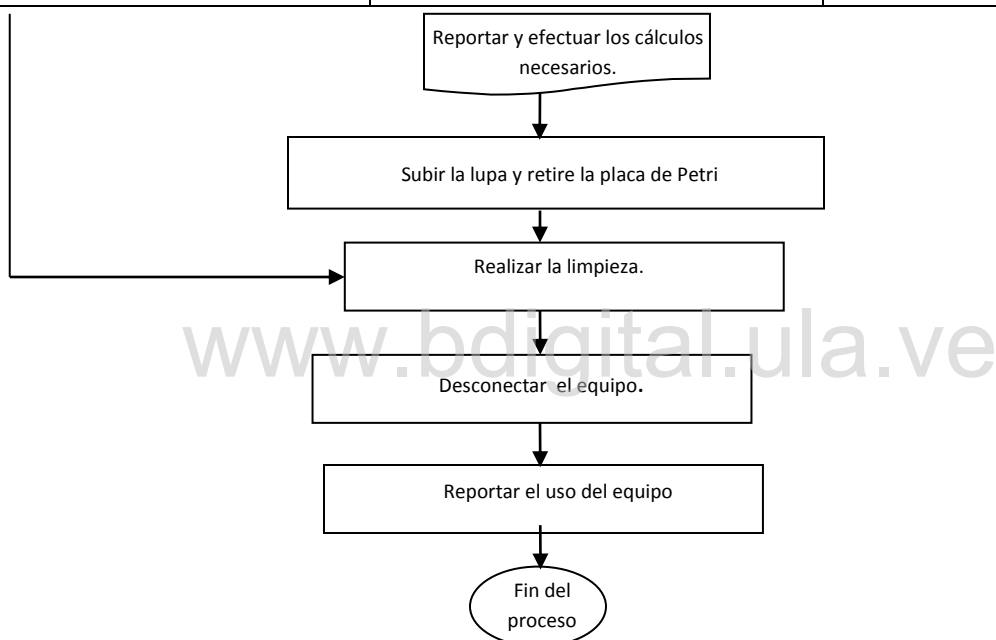 Reportar y efectuar los cálculos
necesarios.
Subir la lupa y retire la placa de Petri
Realizar la limpieza.
www.bdigital.ula.ve
Desconectar el equipo.
Reportar el uso del equipo
Fin del
proceso